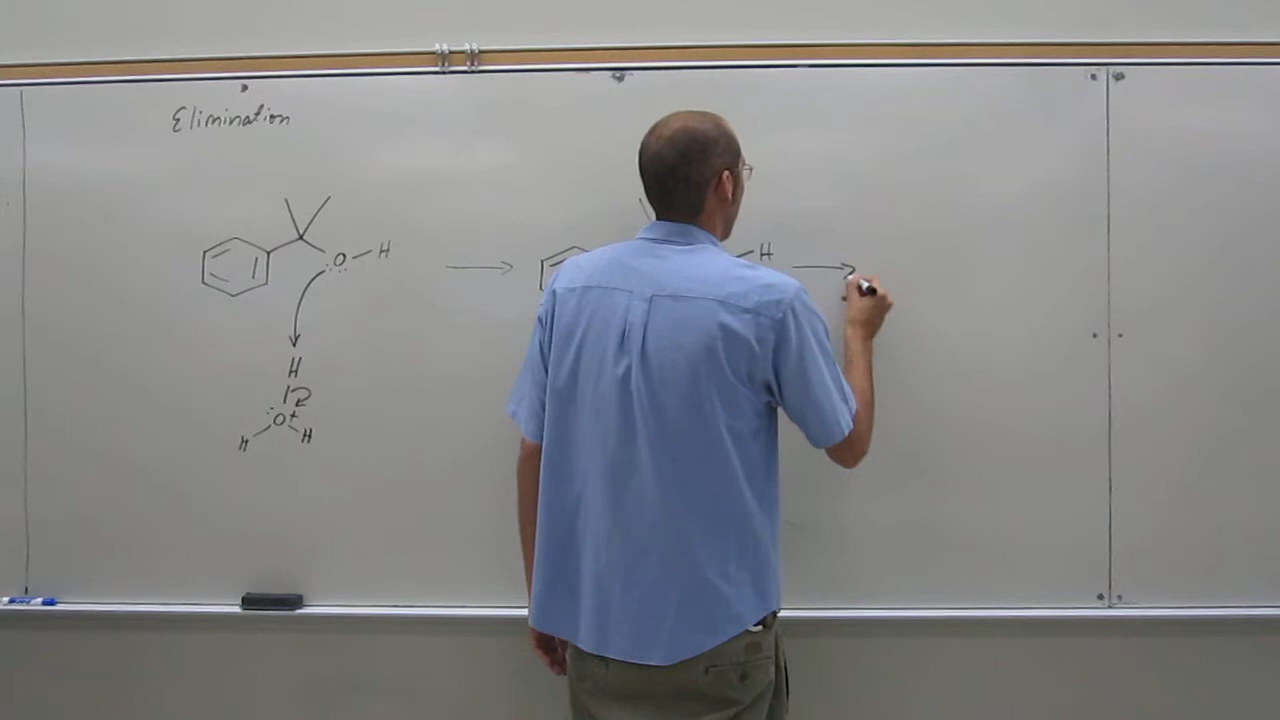 Elimination
O H
H
H
O +
H H